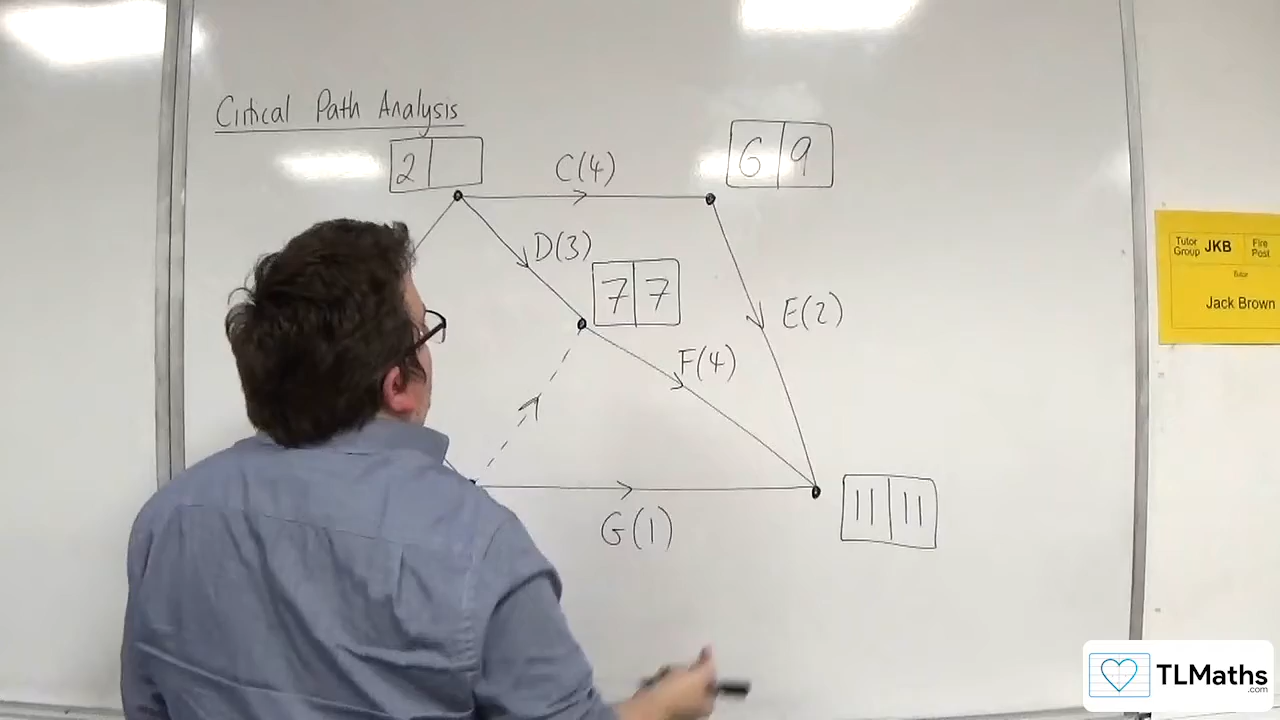 Critical Path Analysis
2
C(4)
6 9
D(3)
7 7
E(2)
F(4)
G(1)
11 11
Tutor Group JKB
Fire Post
Tutor
Jack Brown
TLMaths
.com